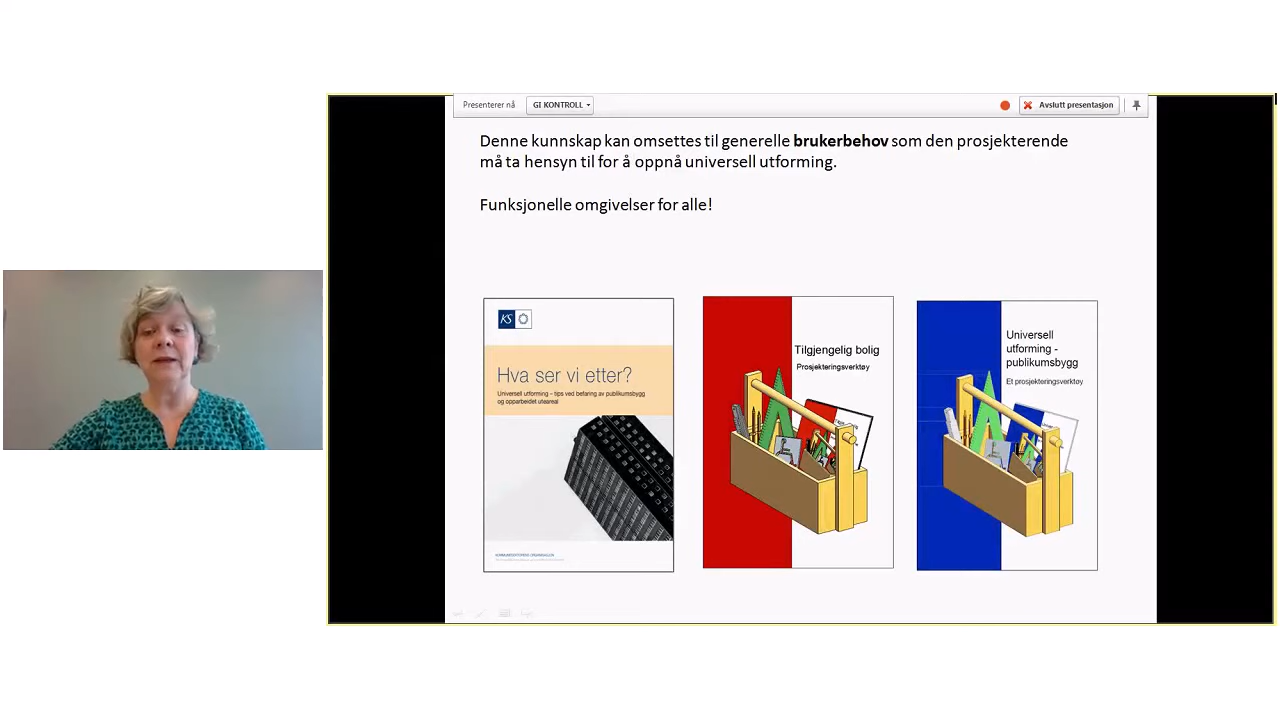 Presenterer nå
GI KONTROLL
Avslutt presentasjon
Denne kunnskap kan omsettes til generelle brukerbehov som den prosjekterende
må ta hensyn til for å oppnå universell utforming.
Funksjonelle omgivelser for alle!
KS
Hva ser vi etter?
Universell utforming – tips ved befaring av publikumsbygg
og opparbeidet uteareal
Tilgjengelig bolig
Prosjekteringsverktøy
Universell
utforming -
publikumsbygg
Et prosjekteringsverktøy